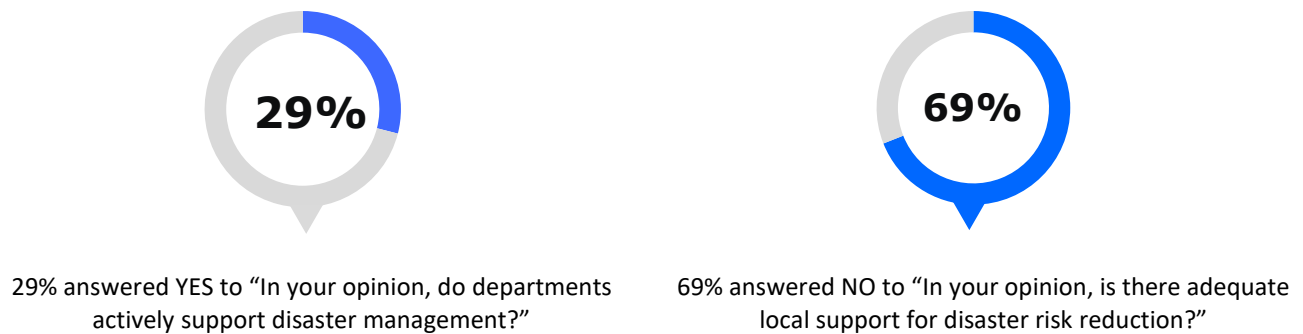 29%
69%
29% answered YES to “In your opinion, do departments
actively support disaster management?”
69% answered NO to “In your opinion, is there adequate
local support for disaster risk reduction?”